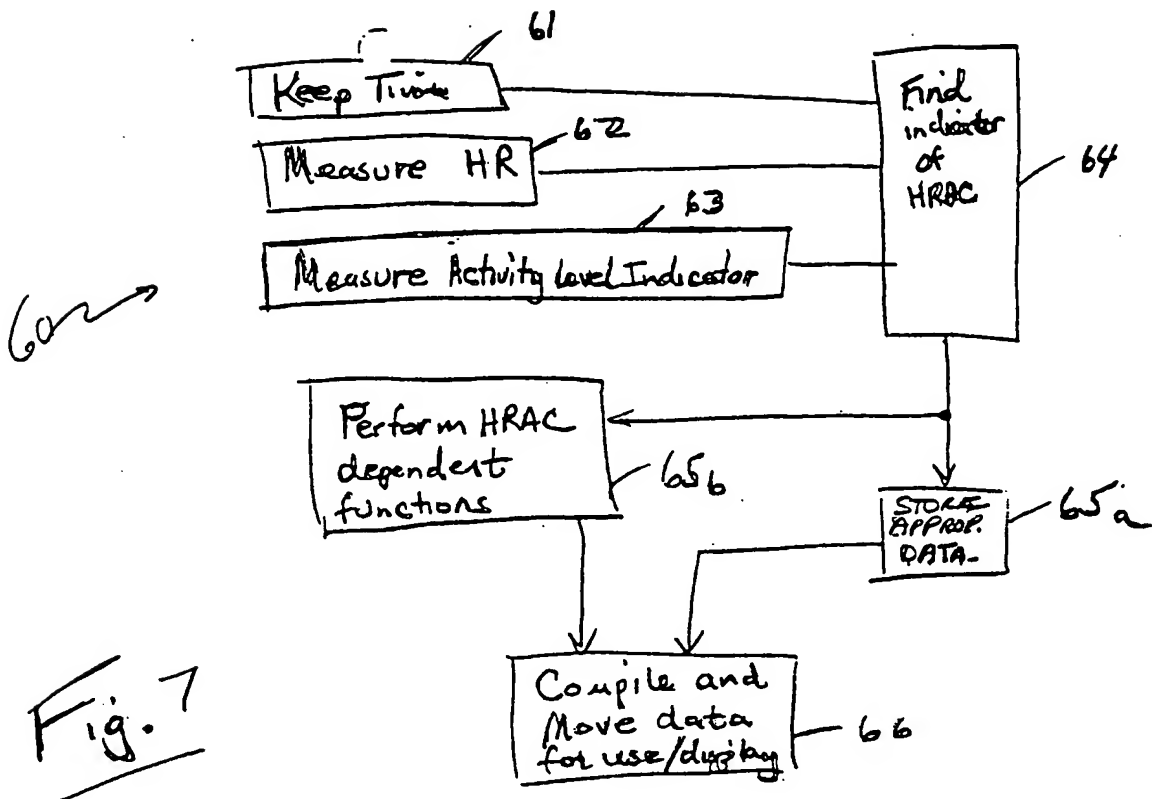 61
Keep Time
62
Measure HR
63
Measure Activity Level Indicator
Find
indicator
of
HRAC
64
60
Perform HRAC
dependent
functions
65b
STORE
APPROP.
DATA
65a
Compile and
Move data
for use/display
66
Fig. 7